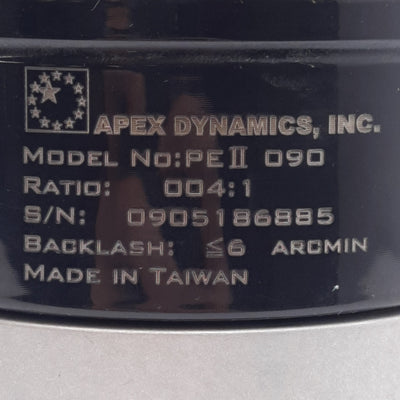 APEX DYNAMICS, INC.
MODEL NO:PEII 090
RATIO: 004:1
S/N: 0905186885
BACKLASH: ≤6 ARCMIN
MADE IN TAIWAN